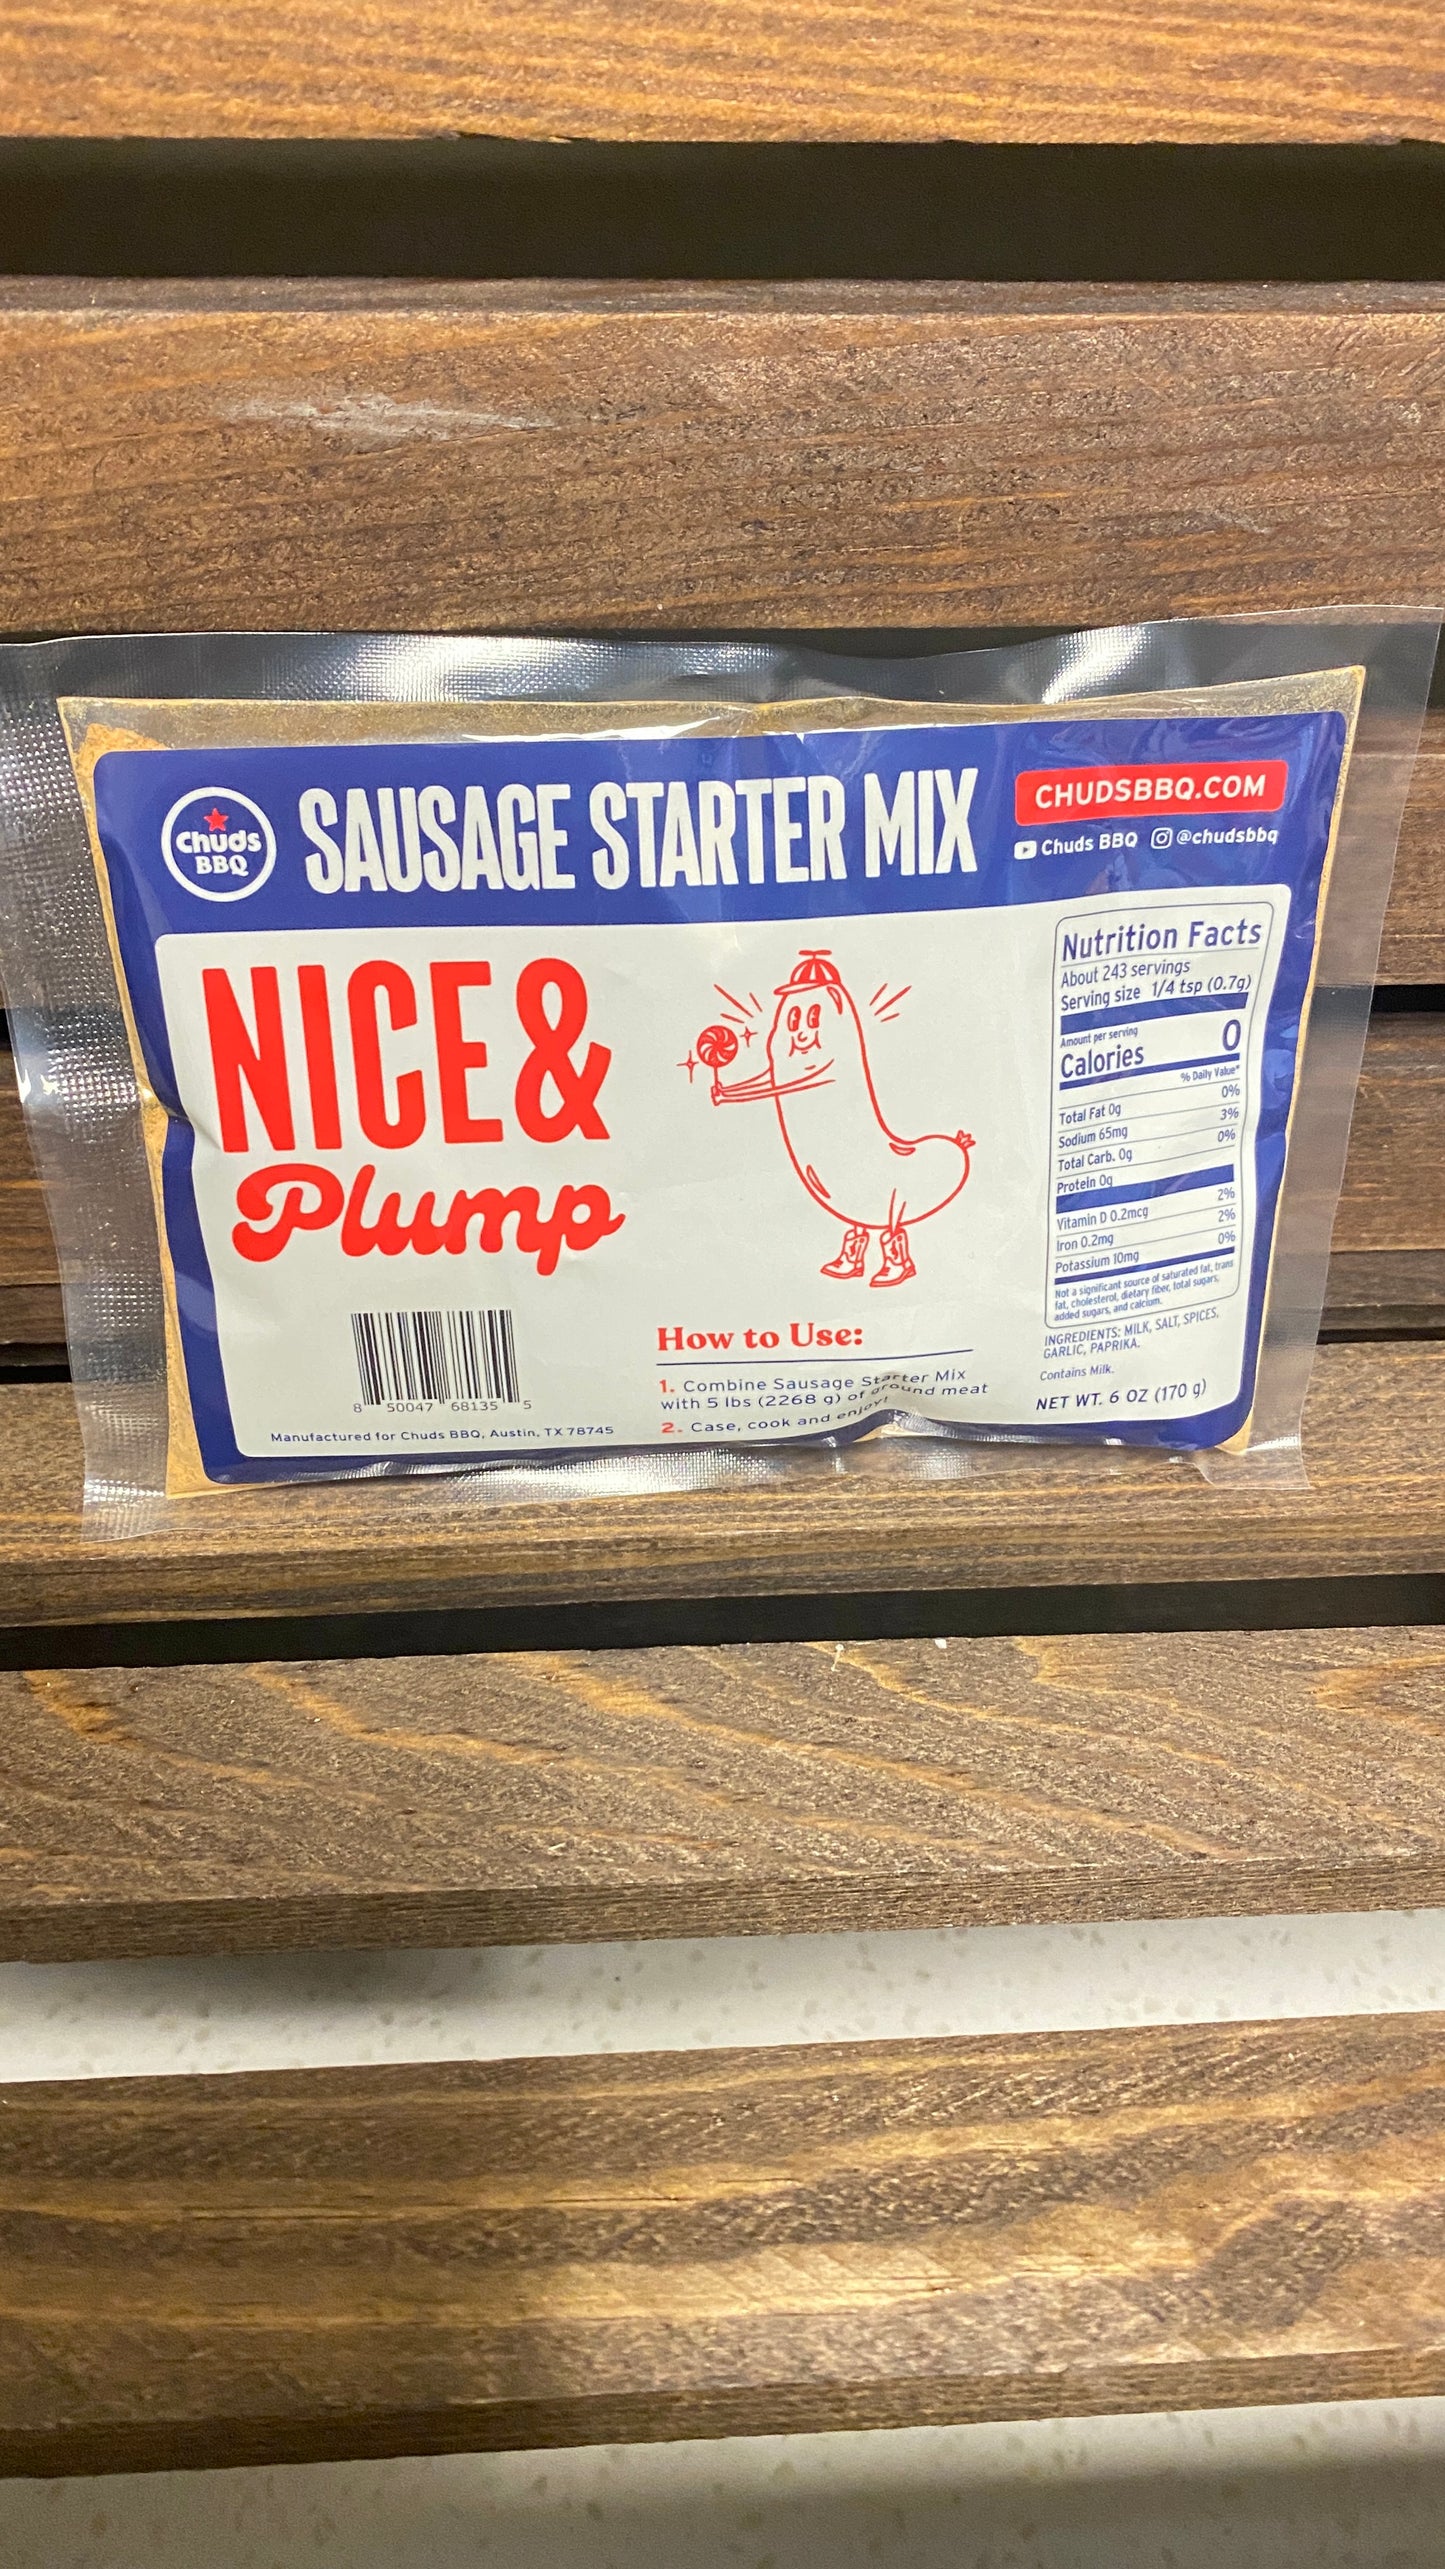 Chuds
BBQ
SAUSAGE STARTER MIX
CHUDSBBQ.COM
Chuds BBQ @chudsbbq
NICE &
Plump
8 50047 68135 5
Manufactured for Chuds BBQ, Austin, TX 78745
How to Use:
1. Combine Sausage Starter Mix
with 5 lbs (2268 g) of ground meat
2. Case, cook and enjoy!
Nutrition Facts
About 243 servings
Serving size 1/4 tsp (0.7g)
Amount per serving
Calories 0
% Daily Value*
Total Fat 0g 0%
Sodium 65mg 3%
Total Carb. 0g 0%
Protein 0g
Vitamin D 0.2mcg 2%
Iron 0.2mg 2%
Potassium 10mg 0%
Not a significant source of saturated fat, trans
fat, cholesterol, dietary fiber, total sugars,
added sugars, and calcium.
INGREDIENTS: MILK, SALT, SPICES,
GARLIC, PAPRIKA.
Contains Milk.
NET WT. 6 OZ (170 g)